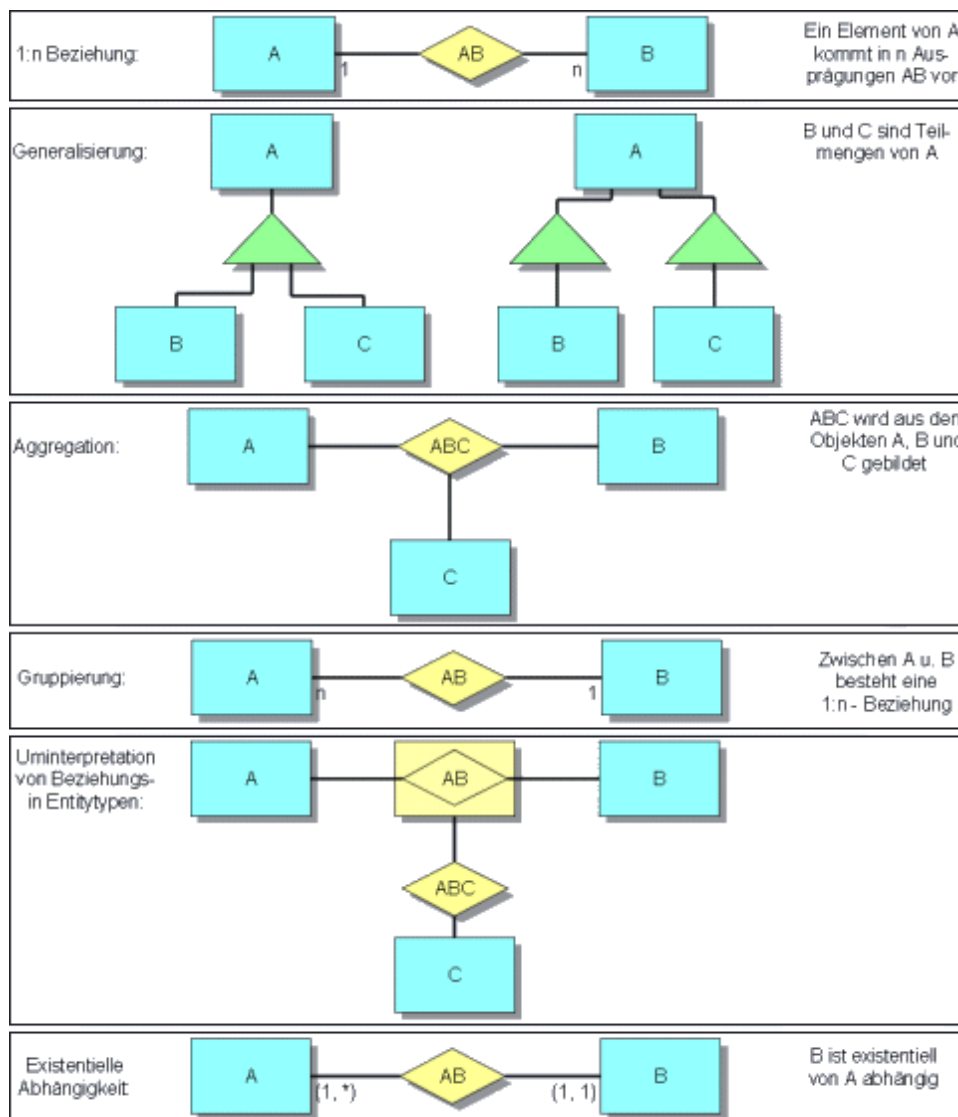 1:n Beziehung:
A
1
AB
n
B
Ein Element von A
kommt in n Aus-
prägungen AB vor
Generalisierung:
A
B
C
A
B
C
B und C sind Teil-
mengen von A
Aggregation:
A
ABC
B
C
ABC wird aus den
Objekten A, B und
C gebildet
Gruppierung:
A
n
AB
1
B
Zwischen A u. B
besteht eine
1:n - Beziehung
Uminterpretation
von Beziehungs-
in Entitytypen:
A
AB
B
ABC
C
Existentielle
Abhängigkeit:
A
(1, *)
AB
(1, 1)
B
B ist existentiell
von A abhängig